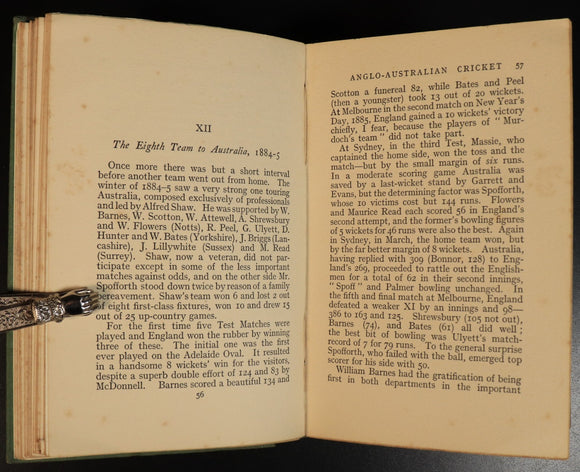 XII
The Eighth Team to Australia, 1884-5
Once more there was but a short interval
before another team went out from home. The
winter of 1884-5 saw a very strong one touring
Australia, composed exclusively of professionals
and led by Alfred Shaw. He was supported by W.
Barnes, W. Scotton, W. Attewell, A. Shrewsbury
and W. Flowers (Notts), R. Peel, G. Ulyett, D.
Hunter and W. Bates (Yorkshire), J. Briggs (Lan-
cashire), J. Lillywhite (Sussex) and M. Read
(Surrey). Shaw, now a veteran, did not par-
ticipate except in some of the less important
matches against odds, and on the other side Mr.
Spofforth stood down twice by reason of a family
bereavement. Shaw's team won 6 and lost 2 out
of eight first-class fixtures, won 10 and drew 15
out of 25 up-country games.
For the first time five Test Matches were
played and England won the rubber by winning
three of these. The initial one was the first
ever played on the Adelaide Oval. It resulted
in a handsome 8 wickets' win for the visitors,
despite a superb double effort of 124 and 83 by
McDonnell. Barnes scored a beautiful 134 and
56
ANGLO-AUSTRALIAN CRICKET 57
Scotton a funereal 82, while Bates and Peel
(then a youngster) took 13 out of 20 wickets.
At Melbourne in the second match on New Year's
Day, 1885, England gained a 10 wickets' victory
chiefly, I fear, because the players of "Mur-
doch's team" did not take part.
At Sydney, in the third Test, Massie, who
captained the home side, won the toss and the
match—but by the small margin of six runs.
In a moderate scoring game Australia was
saved by a last-wicket stand by Garrett and
Evans, but the determining factor was Spofforth,
whose 10 wickets cost but 144 runs. Flowers
and Maurice Read each scored 56 in England's
second attempt, and the former's bowling figures
of 5 wickets for 46 runs were also the best. Again
in Sydney, in March, the home team won, but
by the far better margin of 8 wickets. Australia,
having replied with 309 (Bonnor, 128) to Eng-
land's 269, proceeded to rattle out the English-
men for a total of 62 in their second innings,
"Spoff" and Palmer bowling unchanged. In
the fifth and final match at Melbourne, England
defeated a weaker XI by an innings and 98—
386 to 163 and 125. Shrewsbury (105 not out),
Barnes (74), and Bates (61) all did well;
the best bit of bowling was Ulyett's match-
record of 7 for 79 runs. To the general surprise
Spofforth, who failed with the ball, emerged top
scorer for his side with 50.
William Barnes had the gratification of being
first in both departments in the important